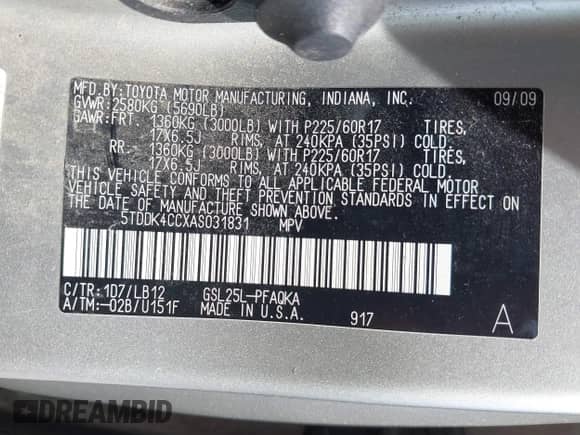 MFD.BY:TOYOTA MOTOR MANUFACTURING, INDIANA, INC. 09/09
GVWR:2580KG (5690LB)
GAWR:FRT. 1360KG (3000LB) WITH P225/60R17 TIRES,
17X6.5J RIMS, AT 240KPA (35PSI) COLD.
RR. 1360KG (3000LB) WITH P225/60R17 TIRES,
17X6.5J RIMS, AT 240KPA (35PSI) COLD.
THIS VEHICLE CONFORMS TO ALL APPLICABLE FEDERAL MOTOR
VEHICLE SAFETY AND THEFT PREVENTION STANDARDS IN EFFECT ON
THE DATE OF MANUFACTURE SHOWN ABOVE.
5TDDK4CCXAS031831 MPV
C/TR:1D7/LB12 GSL25L-PFAQKA
A/TM:-02B/U151F MADE IN U.S.A. 917 A
DREAMBID